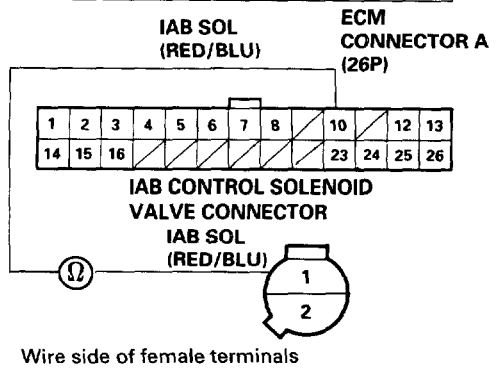 IAB SOL
(RED/BLU)
ECM
CONNECTOR A
(26P)
1 2 3 4 5 6 7 8 10 12 13
14 15 16 23 24 25 26
IAB CONTROL SOLENOID
VALVE CONNECTOR
IAB SOL
(RED/BLU)
Ω
1
2
Wire side of female terminals